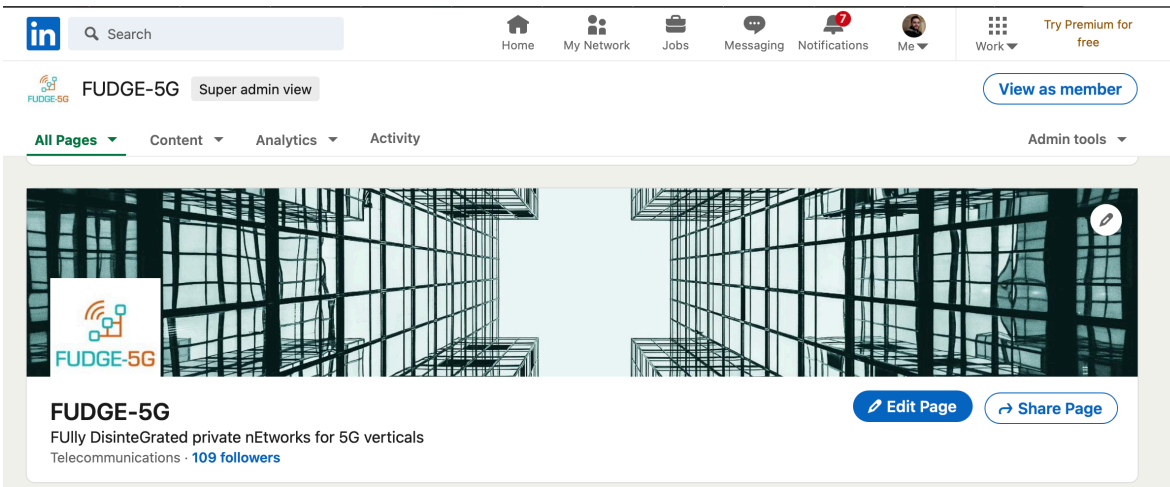 in
Search
Home
My Network
Jobs
Messaging
7
Notifications
Me
Work
Try Premium for
free
FUDGE-5G
FUDGE-5G
Super admin view
View as member
All Pages
Content
Analytics
Activity
Admin tools
FUDGE-5G
FUDGE-5G
FUlly DisinteGrated private nEtworks for 5G verticals
Telecommunications · 109 followers
Edit Page
Share Page